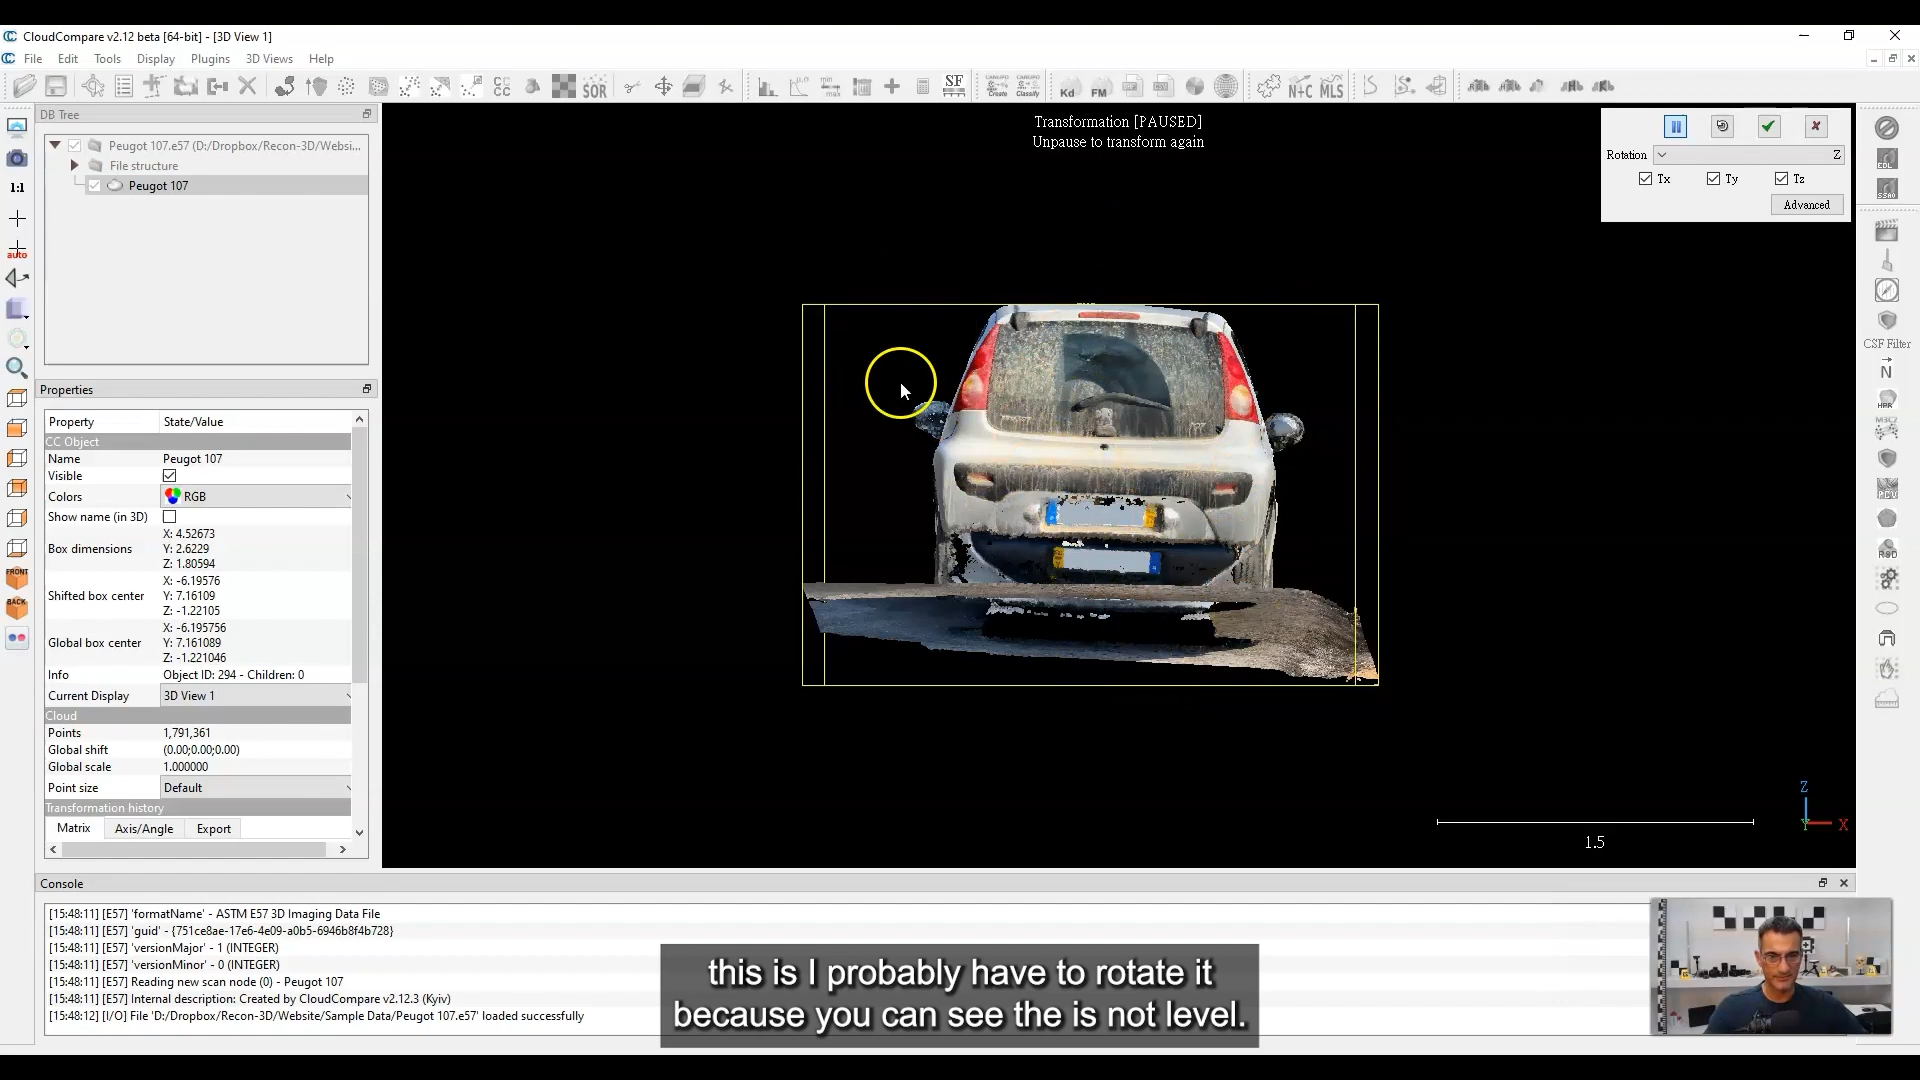 CloudCompare v2.12 beta [64-bit] - [3D View 1]
File Edit Tools Display Plugins 3D Views Help
SOR
SF
Kd
FM
N+C
MLS
DB Tree
Peugot 107.e57 (D:/Dropbox/Recon-3D/Websi...
File structure
Peugot 107
1:1
auto
FRONT
BACK
Properties
Property State/Value
CC Object
Name Peugot 107
Visible
Colors RGB
Show name (in 3D)
Box dimensions
X: 4.52673
Y: 2.6229
Z: 1.80594
Shifted box center
X: -6.19576
Y: 7.16109
Z: -1.22105
Global box center
X: -6.195756
Y: 7.161089
Z: -1.221046
Info Object ID: 294 - Children: 0
Current Display 3D View 1
Cloud
Points 1,791,361
Global shift (0.00;0.00;0.00)
Global scale 1.000000
Point size Default
Transformation history
Matrix Axis/Angle Export
Transformation [PAUSED]
Unpause to transform again
Rotation Z
Tx Ty Tz
Advanced
1.5
Z
Y X
EDL
SSAO
CSF Filter
N
HPR
M3C2
PCV
RSD
Console
[15:48:11] [E57] 'formatName' - ASTM E57 3D Imaging Data File
[15:48:11] [E57] 'guid' - {751ce8ae-17e6-4e09-a0b5-6946b8f4b728}
[15:48:11] [E57] 'versionMajor' - 1 (INTEGER)
[15:48:11] [E57] 'versionMinor' - 0 (INTEGER)
[15:48:11] [E57] Reading new scan node (0) - Peugot 107
[15:48:11] [E57] Internal description: Created by CloudCompare v2.12.3 (Kyiv)
[15:48:12] [I/O] File 'D:/Dropbox/Recon-3D/Website/Sample Data/Peugot 107.e57' loaded successfully
this is I probably have to rotate it
because you can see the is not level.